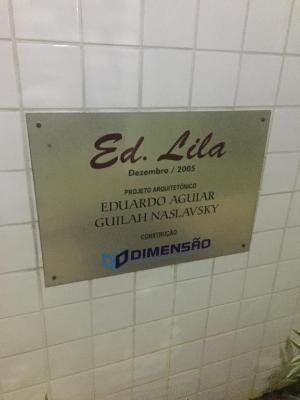 Ed. Lila
Dezembro / 2005
PROJETO ARQUITETÔNICO
EDUARDO AGUIAR
GUILAH NASLAVSKY
CONSTRUÇÃO
DIMENSÃO